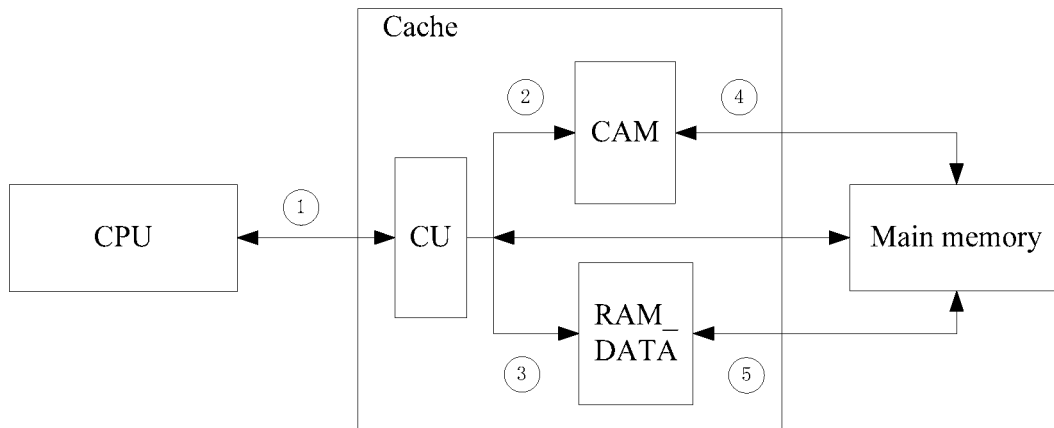 Cache
②
④
CAM
①
CPU
CU
Main memory
RAM_
DATA
③
⑤